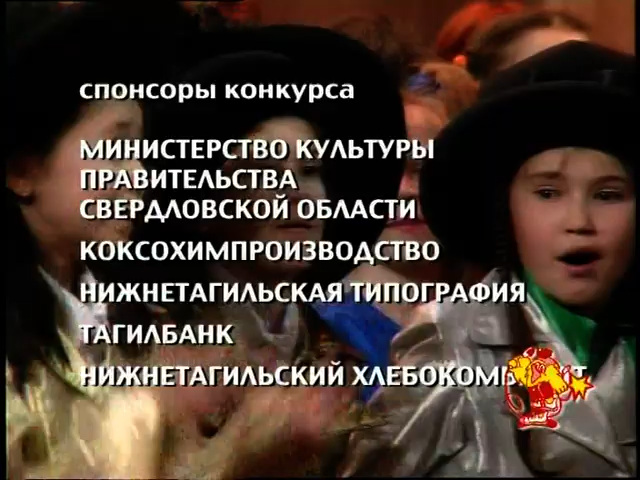 спонсоры конкурса
МИНИСТЕРСТВО КУЛЬТУРЫ
ПРАВИТЕЛЬСТВА
СВЕРДЛОВСКОЙ ОБЛАСТИ
КОКСОХИМПРОИЗВОДСТВО
НИЖНЕТАГИЛЬСКАЯ ТИПОГРАФИЯ
ТАГИЛБАНК
НИЖНЕТАГИЛЬСКИЙ